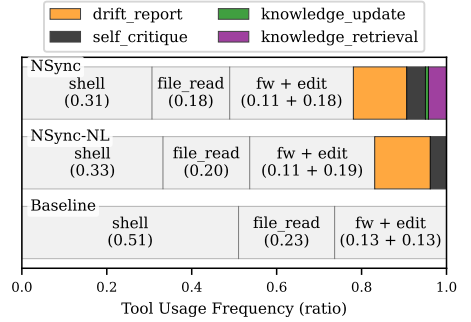 drift_report
knowledge_update
self_critique
knowledge_retrieval
NSync
shell
file_read
fw + edit
(0.31)
(0.18)
(0.11 + 0.18)
NSync-NL
shell
file_read
fw + edit
(0.33)
(0.20)
(0.11 + 0.19)
Baseline
shell
file_read
fw + edit
(0.51)
(0.23)
(0.13 + 0.13)
0.0
0.2
0.4
0.6
0.8
1.0
Tool Usage Frequency (ratio)